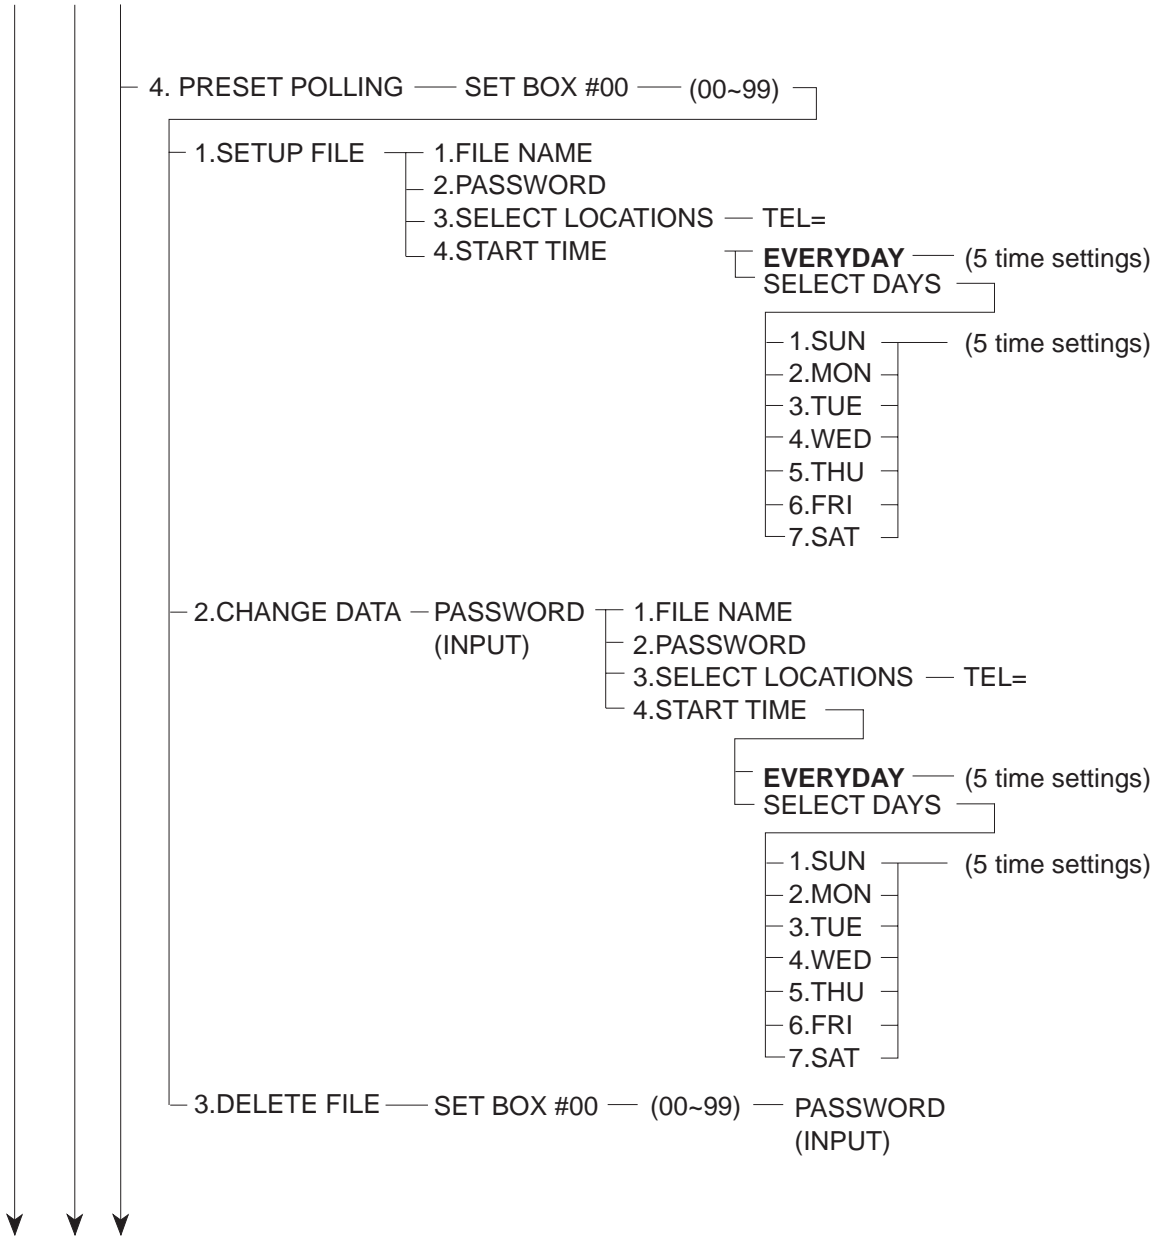 4. PRESET POLLING SET BOX #00 (00~99)
1.SETUP FILE 1.FILE NAME
2.PASSWORD
3.SELECT LOCATIONS TEL=
4.START TIME EVERYDAY (5 time settings)
SELECT DAYS
1.SUN (5 time settings)
2.MON
3.TUE
4.WED
5.THU
6.FRI
7.SAT
2.CHANGE DATA PASSWORD 1.FILE NAME
(INPUT) 2.PASSWORD
3.SELECT LOCATIONS TEL=
4.START TIME
EVERYDAY (5 time settings)
SELECT DAYS
1.SUN (5 time settings)
2.MON
3.TUE
4.WED
5.THU
6.FRI
7.SAT
3.DELETE FILE SET BOX #00 (00~99) PASSWORD
(INPUT)